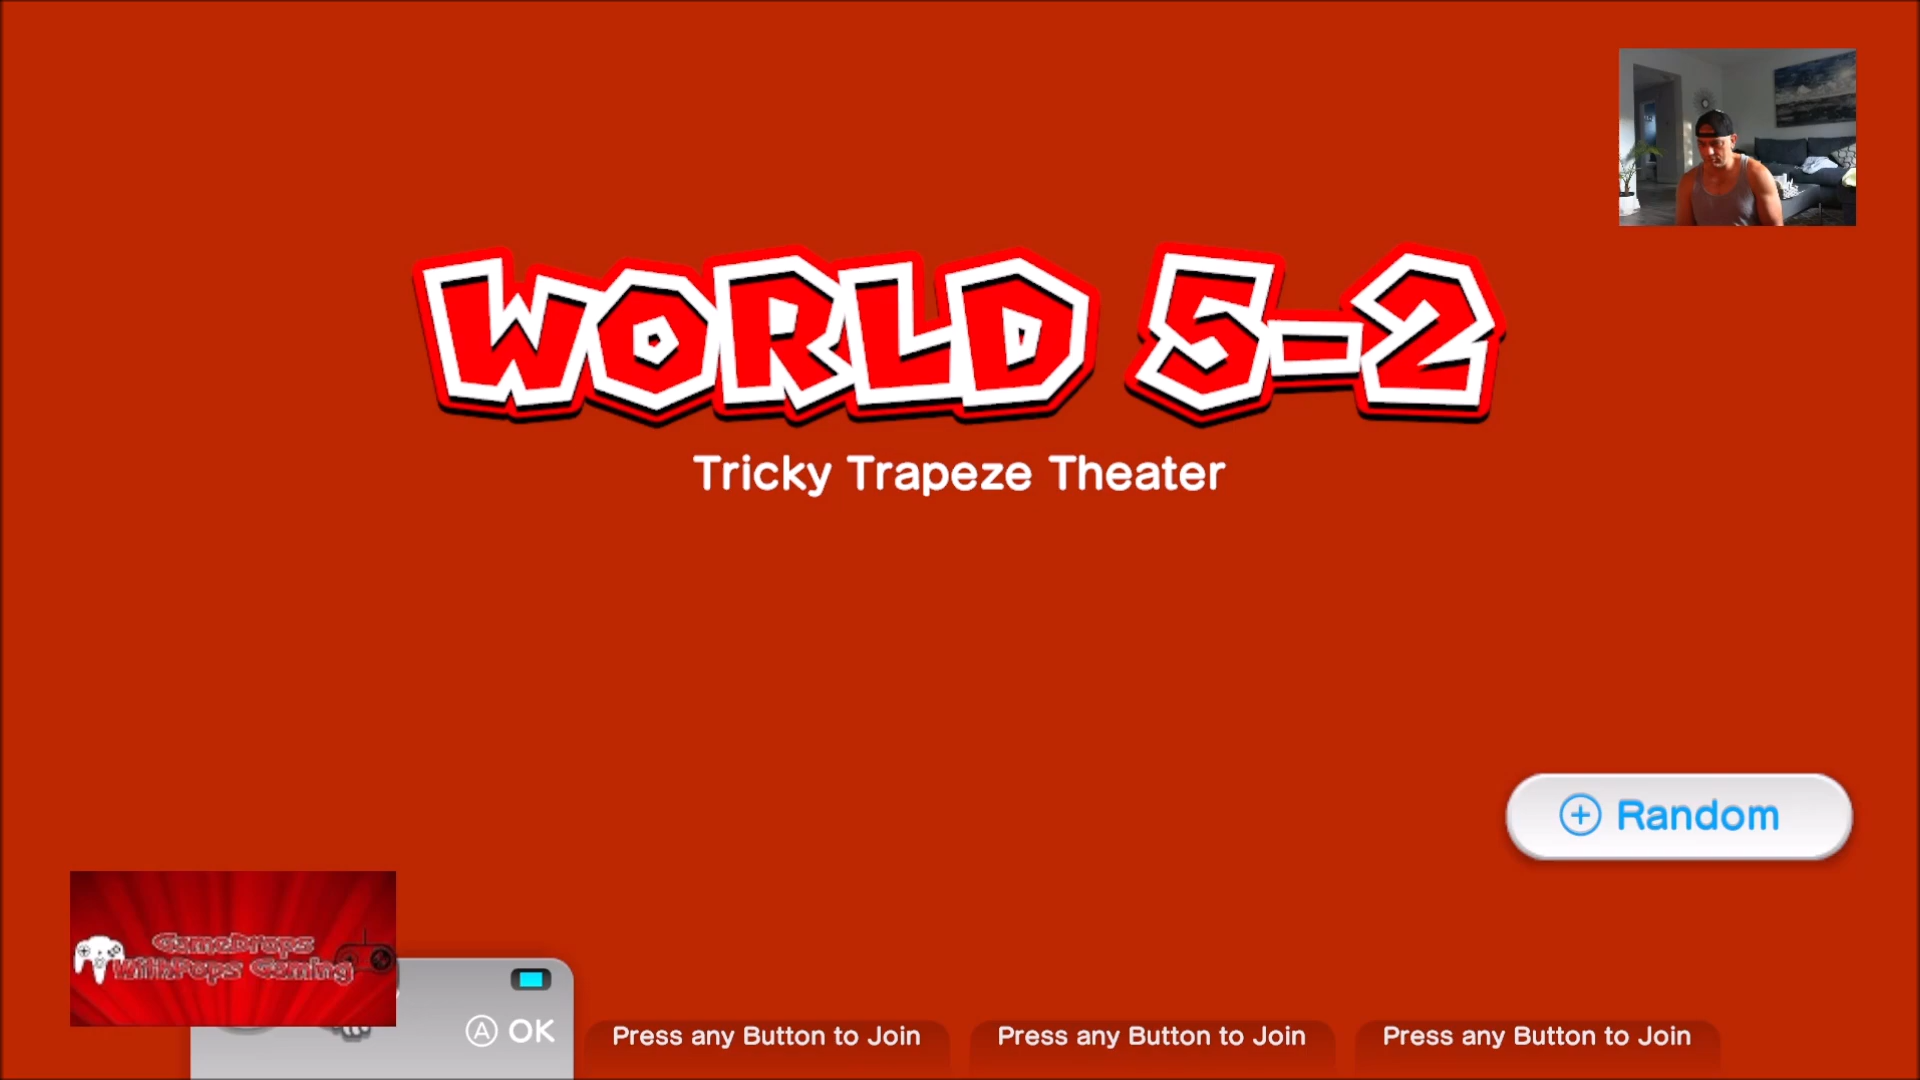 WORLD 5-2
Tricky Trapeze Theater
+ Random
GameDrops
WithPops Gaming
A OK
Press any Button to Join
Press any Button to Join
Press any Button to Join